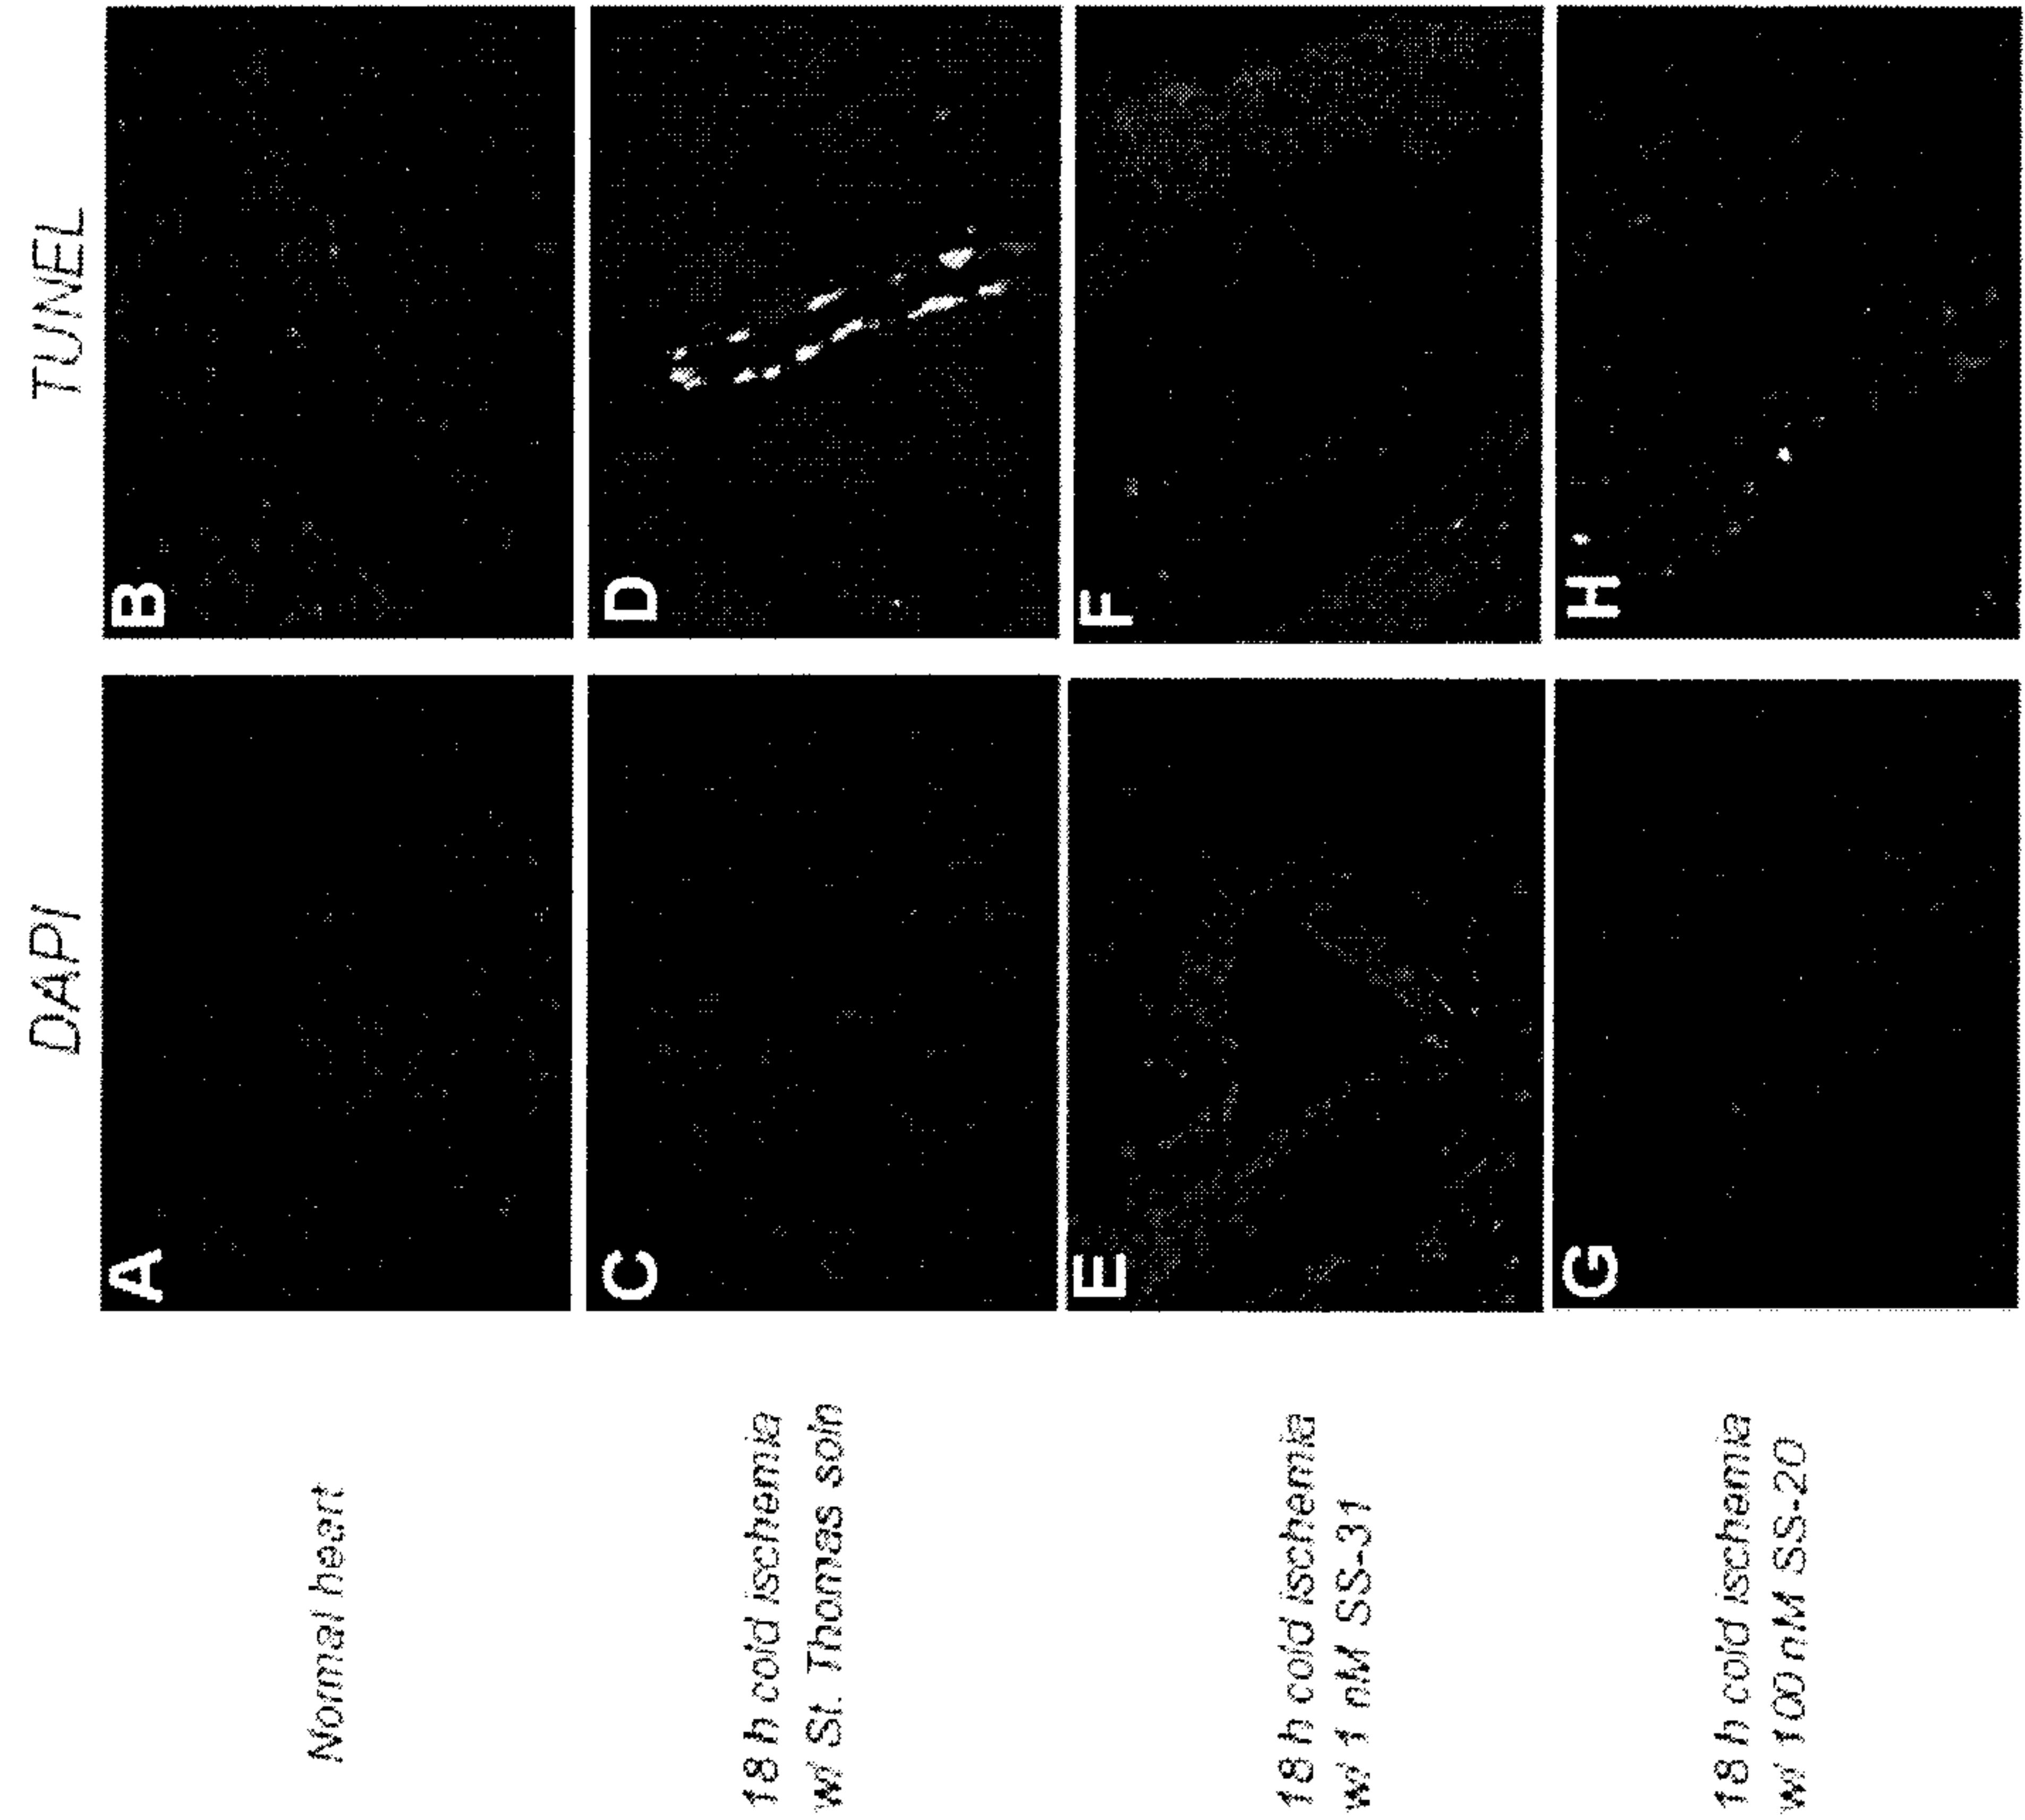 DAPI
TUNEL
Normal heart
A
B
18 h cold ischemia
w/ St. Thomas soln
C
D
18 h cold ischemia
w/ 1 nM SS-31
E
F
18 h cold ischemia
w/ 100 nM SS-20
G
H